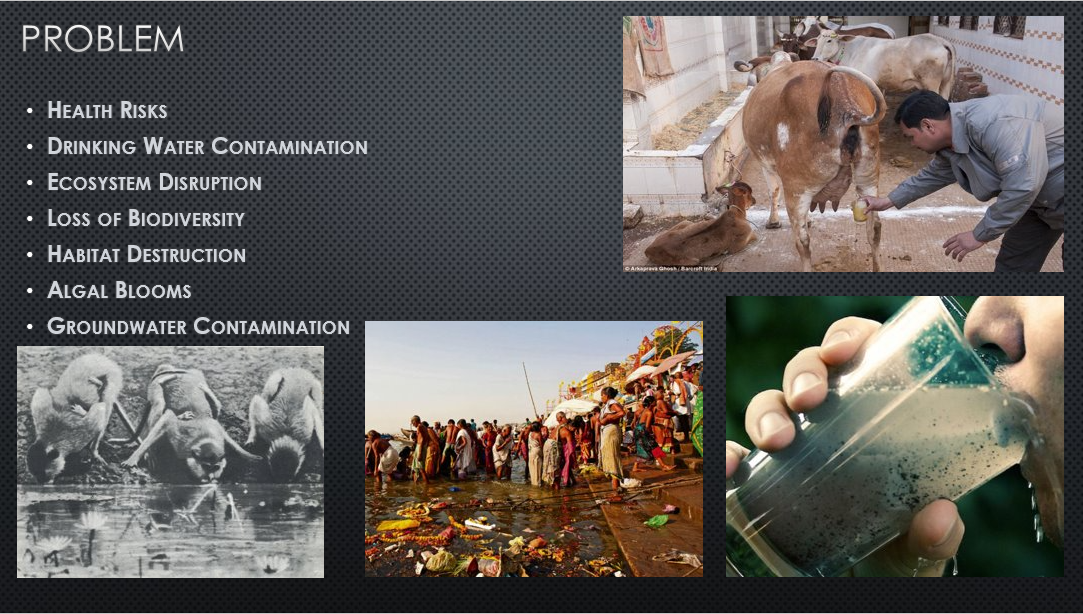 PROBLEM
• HEALTH RISKS
• DRINKING WATER CONTAMINATION
• ECOSYSTEM DISRUPTION
• LOSS OF BIODIVERSITY
• HABITAT DESTRUCTION
• ALGAL BLOOMS
• GROUNDWATER CONTAMINATION
© Arkaprava Ghosh / Barcroft India